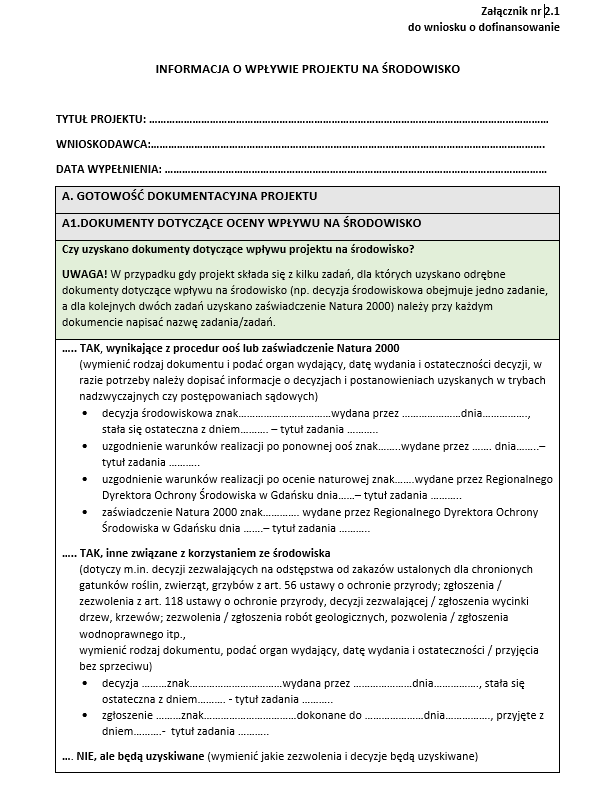 Załącznik nr 2.1
do wniosku o dofinansowanie
INFORMACJA O WPŁYWIE PROJEKTU NA ŚRODOWISKO
TYTUŁ PROJEKTU: ……………………………………………………………………………………………………
WNIOSKODAWCA:……………………………………………………………………………………………………
DATA WYPEŁNIENIA: …………………………………………………………………………………………………
A. GOTOWOŚĆ DOKUMENTACYJNA PROJEKTU
A1.DOKUMENTY DOTYCZĄCE OCENY WPŁYWU NA ŚRODOWISKO
Czy uzyskano dokumenty dotyczące wpływu projektu na środowisko?
UWAGA! W przypadku gdy projekt składa się z kilku zadań, dla których uzyskano odrębne
dokumenty dotyczące wpływu na środowisko (np. decyzja środowiskowa obejmuje jedno zadanie,
a dla kolejnych dwóch zadań uzyskano zaświadczenie Natura 2000) należy przy każdym
dokumencie napisać nazwę zadania/zadań.
….. TAK, wynikające z procedur ooś lub zaświadczenie Natura 2000
(wymienić rodzaj dokumentu i podać organ wydający, datę wydania i ostateczności decyzji, w
razie potrzeby należy dopisać informacje o decyzjach i postanowieniach uzyskanych w trybach
nadzwyczajnych czy postępowaniach sądowych)
• decyzja środowiskowa znak……………………………wydana przez …………………dnia…………….,
stała się ostateczna z dniem………. – tytuł zadania ………..
• uzgodnienie warunków realizacji po ponownej ooś znak……..wydane przez ……. dnia……..–
tytuł zadania ………..
• uzgodnienie warunków realizacji po ocenie naturowej znak…….wydane przez Regionalnego
Dyrektora Ochrony Środowiska w Gdańsku dnia……– tytuł zadania ………..
• zaświadczenie Natura 2000 znak…………. wydane przez Regionalnego Dyrektora Ochrony
Środowiska w Gdańsku dnia …….– tytuł zadania ………..
….. TAK, inne związane z korzystaniem ze środowiska
(dotyczy m.in. decyzji zezwalających na odstępstwa od zakazów ustalonych dla chronionych
gatunków roślin, zwierząt, grzybów z art. 56 ustawy o ochronie przyrody; zgłoszenia /
zezwolenia z art. 118 ustawy o ochronie przyrody, decyzji zezwalającej / zgłoszenia wycinki
drzew, krzewów; zezwolenia / zgłoszenia robót geologicznych, pozwolenia / zgłoszenia
wodnoprawnego itp.,
wymienić rodzaj dokumentu, podać organ wydający, datę wydania i ostateczności / przyjęcia
bez sprzeciwu)
• decyzja ………znak……………………………wydana przez …………………dnia……………., stała się
ostateczna z dniem………. - tytuł zadania ………..
• zgłoszenie ………znak……………………………dokonane do …………………dnia……………., przyjęte z
dniem……….- tytuł zadania ………..
…. NIE, ale będą uzyskiwane (wymienić jakie zezwolenia i decyzje będą uzyskiwane)